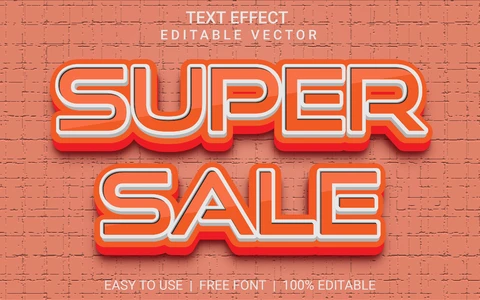 TEXT EFFECT
EDITABLE VECTOR
SUPER
SALE
EASY TO USE | FREE FONT | 100% EDITABLE